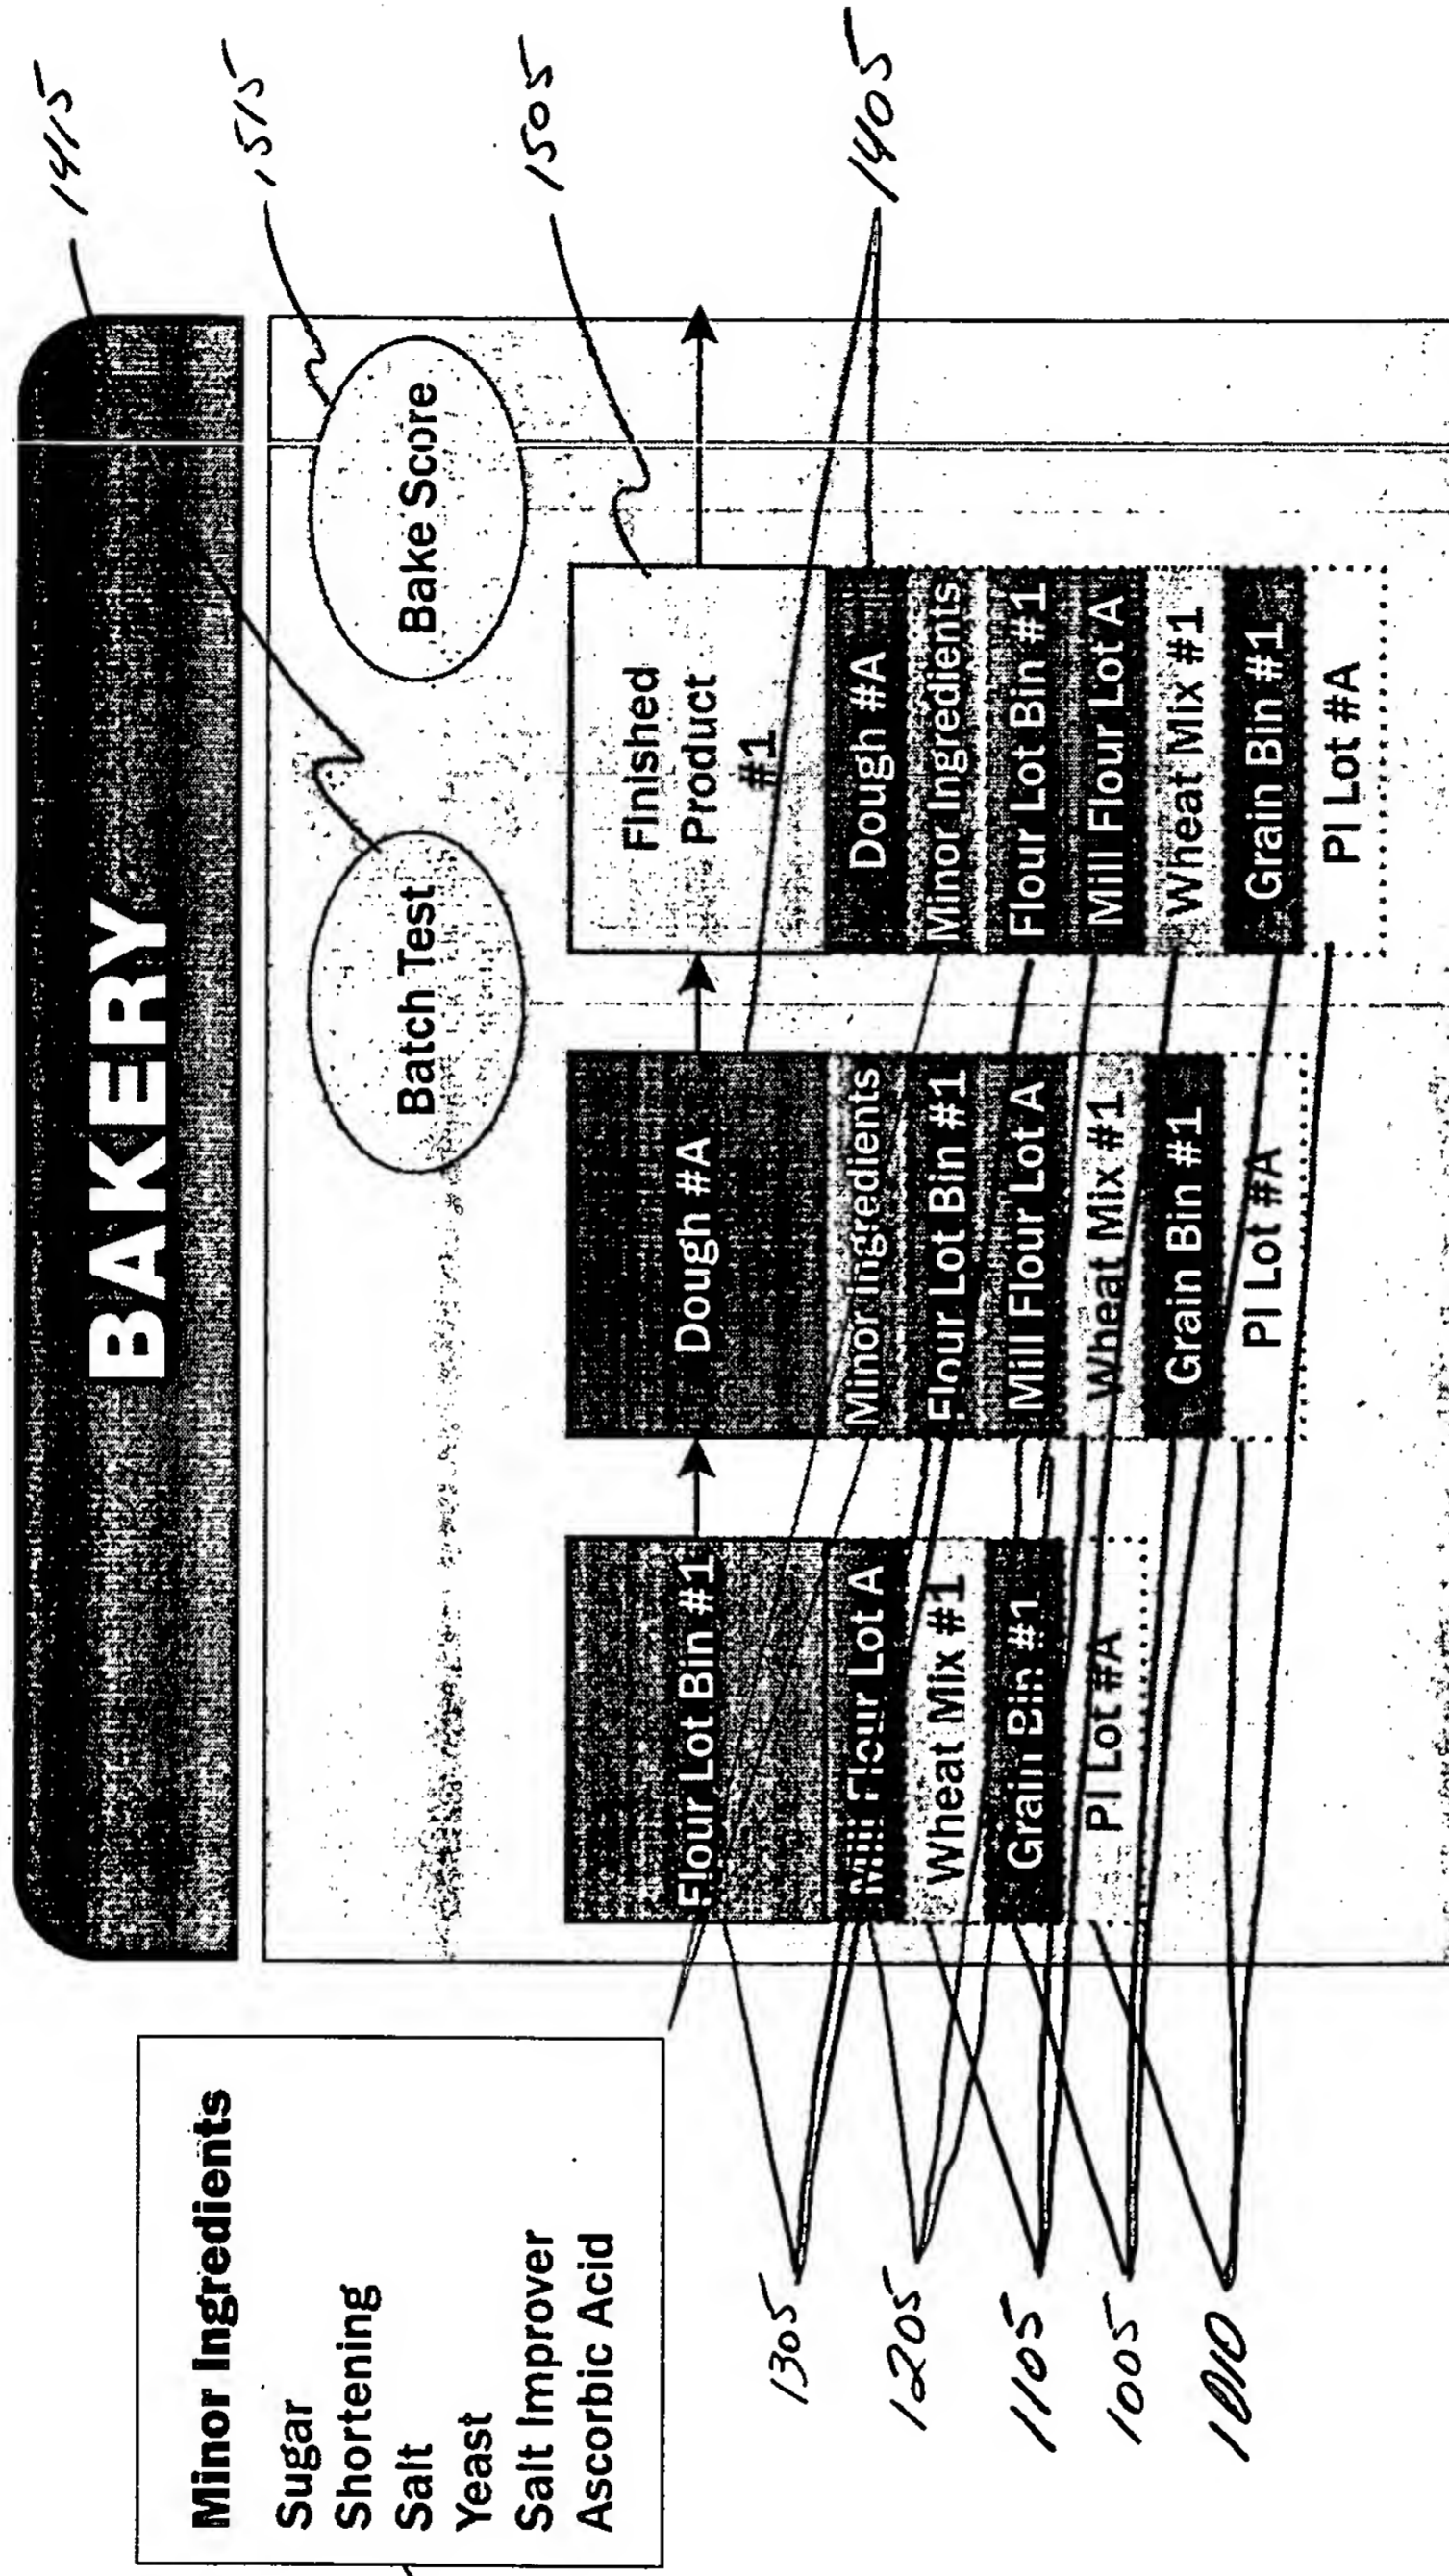 BAKERY
1415
1515
1505
1405
Batch Test
Bake Score
Minor Ingredients
Sugar
Shortening
Salt
Yeast
Salt Improver
Ascorbic Acid
Flour Lot Bin #1
Mill Flour Lot A
Wheat Mix #1
Grain Bin #1
PI Lot #A
Dough #A
Minor ingredients
Flour Lot Bin #1
Mill Flour Lot A
Wheat Mix #1
Grain Bin #1
PI Lot #A
Finished
Product
#1
Dough #A
Minor Ingredients
Flour Lot Bin #1
Mill Flour Lot A
Wheat Mix #1
Grain Bin #1
PI Lot #A
1305
1205
1105
1005
1010